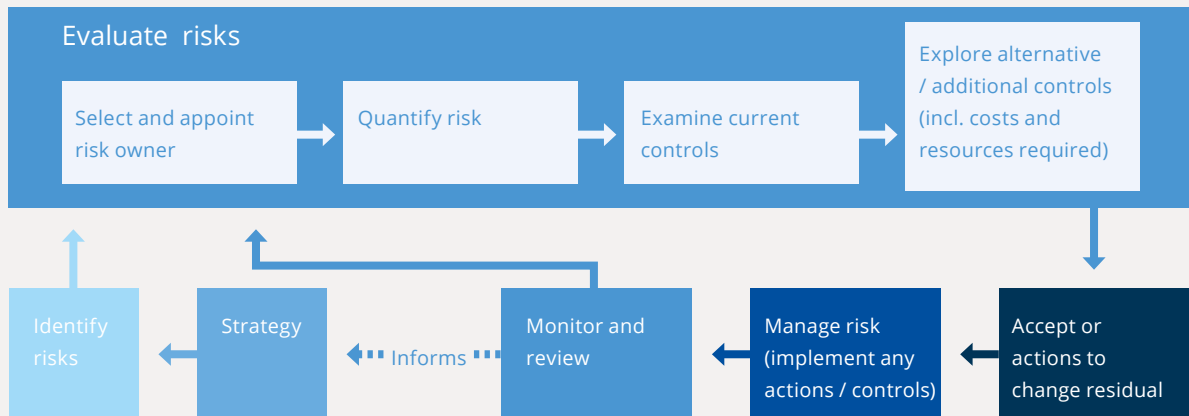 Evaluate risks
Select and appoint
risk owner
Quantify risk
Examine current
controls
Explore alternative
/ additional controls
(incl. costs and
resources required)
Identify
risks
Strategy
Informs
Monitor and
review
Manage risk
(implement any
actions / controls)
Accept or
actions to
change residual